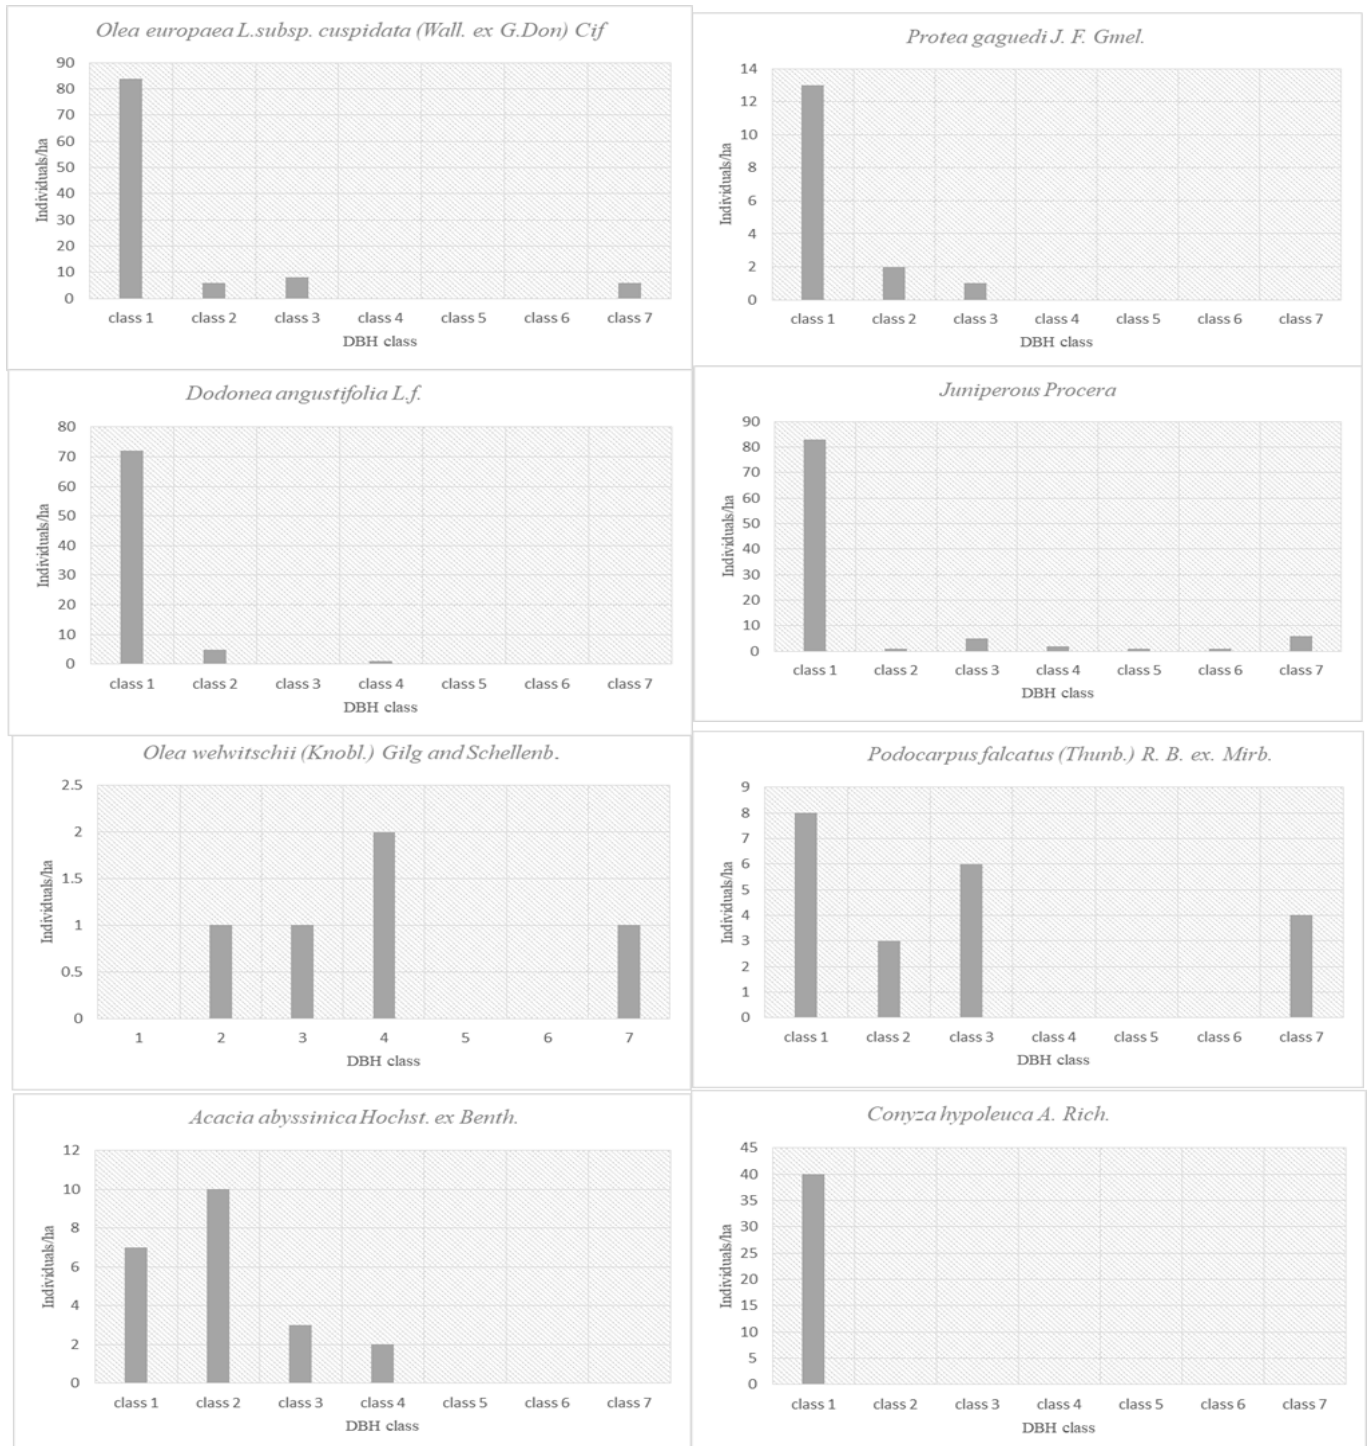 Olea europaea L.subsp. cuspidata (Wall. ex G.Don) Cif
Individuals/ha
90
80
70
60
50
40
30
20
10
0
class 1 class 2 class 3 class 4 class 5 class 6 class 7
DBH class
Protea gaguedi J. F. Gmel.
Individuals/ha
14
12
10
8
6
4
2
0
class 1 class 2 class 3 class 4 class 5 class 6 class 7
DBH class
Dodonea angustifolia L.f.
Individuals/ha
80
70
60
50
40
30
20
10
0
class 1 class 2 class 3 class 4 class 5 class 6 class 7
DBH class
Juniperous Procera
Individuals/ha
90
80
70
60
50
40
30
20
10
0
class 1 class 2 class 3 class 4 class 5 class 6 class 7
DBH class
Olea welwitschii (Knobl.) Gilg and Schellenb.
Individuals/ha
2.5
2
1.5
1
0.5
0
1 2 3 4 5 6 7
DBH class
Podocarpus falcatus (Thunb.) R. B. ex. Mirb.
Individuals/ha
9
8
7
6
5
4
3
2
1
0
class 1 class 2 class 3 class 4 class 5 class 6 class 7
DBH class
Acacia abyssinica Hochst. ex Benth.
Individuals/ha
12
10
8
6
4
2
0
class 1 class 2 class 3 class 4 class 5 class 6 class 7
DBH class
Conyza hypoleuca A. Rich.
Individuals/ha
45
40
35
30
25
20
15
10
5
0
class 1 class 2 class 3 class 4 class 5 class 6 class 7
DBH class